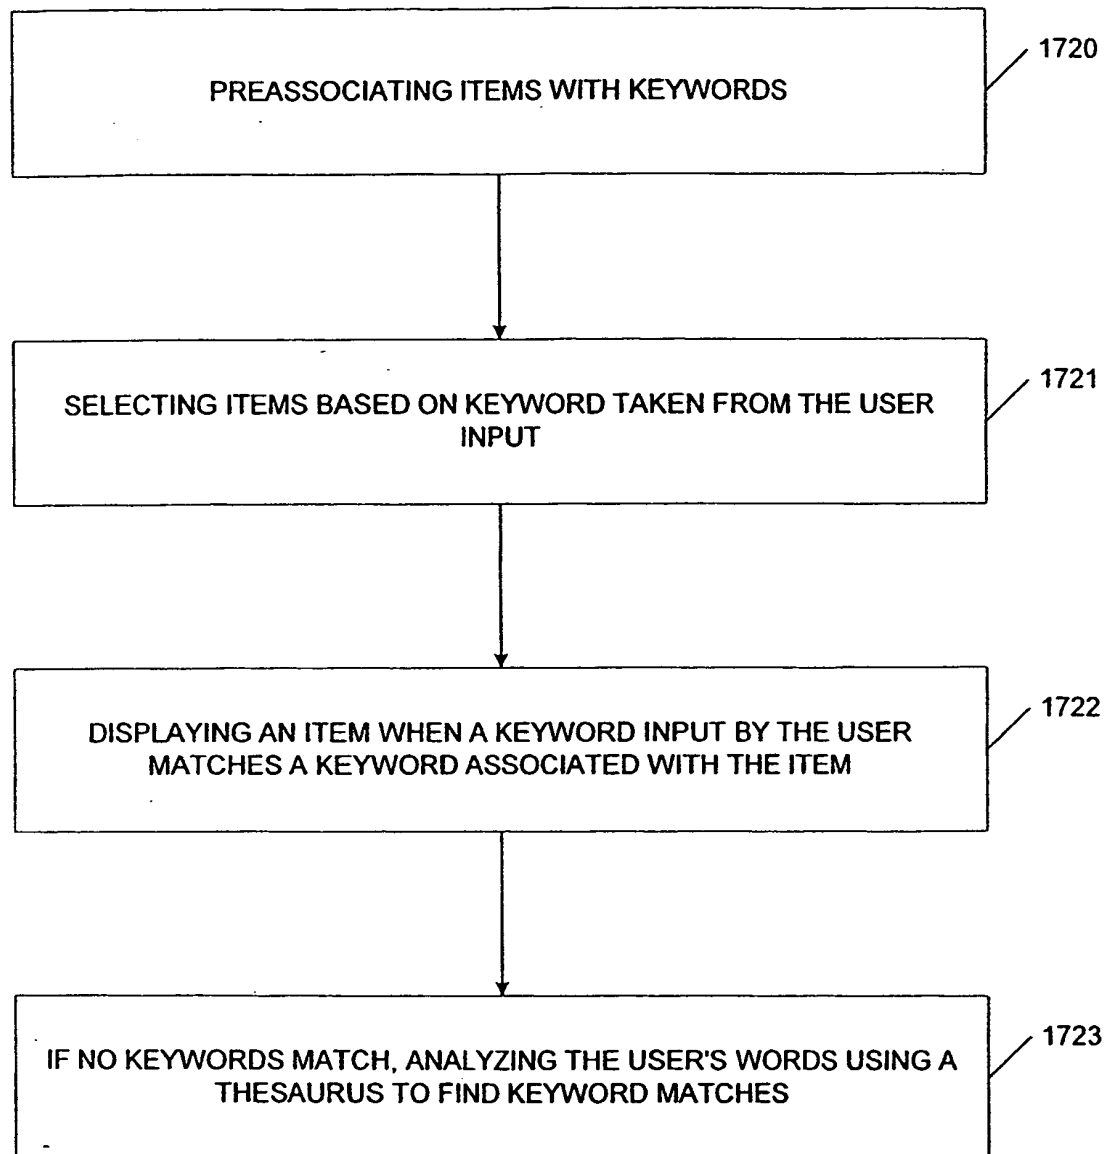 1720
PREASSOCIATING ITEMS WITH KEYWORDS
1721
SELECTING ITEMS BASED ON KEYWORD TAKEN FROM THE USER
INPUT
1722
DISPLAYING AN ITEM WHEN A KEYWORD INPUT BY THE USER
MATCHES A KEYWORD ASSOCIATED WITH THE ITEM
1723
IF NO KEYWORDS MATCH, ANALYZING THE USER'S WORDS USING A
THESAURUS TO FIND KEYWORD MATCHES